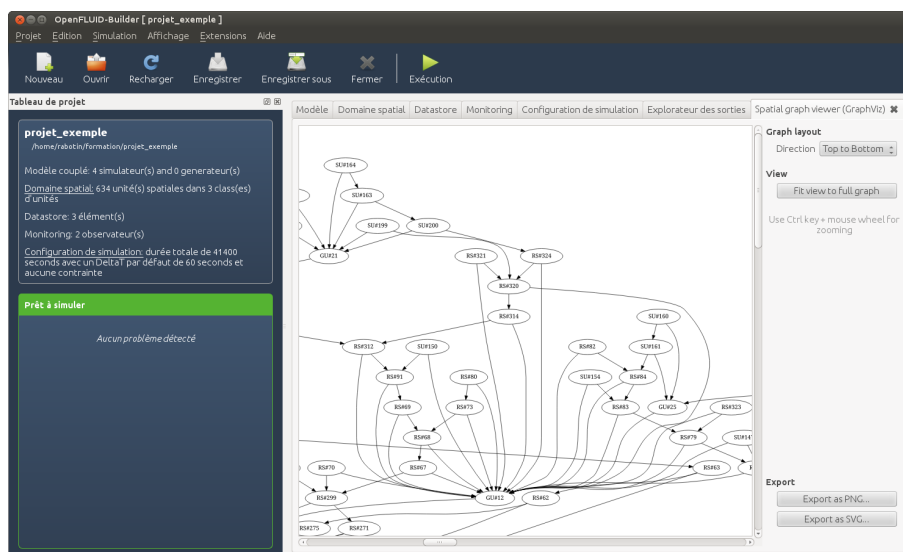 OpenFLUID-Builder [ projet_exemple ]
Projet Edition Simulation Affichage Extensions Aide
Nouveau Ouvrir Recharger Enregistrer Enregistrer sous Fermer Exécution
Tableau de projet
projet_exemple
/home/rabotin/formation/projet_exemple
Modèle couplé: 4 simulateur(s) and 0 generateur(s)
Domaine spatial: 634 unité(s) spatiales dans 3 class(es)
d'unités
Datastore: 3 élément(s)
Monitoring: 2 observateur(s)
Configuration de simulation: durée totale de 41400
secondes avec un DeltaT par défaut de 60 secondes et
aucune contrainte
Prêt à simuler
Aucun problème détecté
Modèle Domaine spatial Datastore Monitoring Configuration de simulation Explorateur des sorties Spatial graph viewer (GraphViz)
SU#164
SU#163
SU#199 SU#200
GU#21 RS#321 RS#324
RS#320
RS#314 SU#160
RS#312 SU#150 RS#82 SU#161
RS#91 RS#80 SU#154 RS#84
RS#69 RS#73 RS#83 GU#25 RS#323
RS#68 RS#79 SU#14
RS#70 RS#67 RS#63
RS#299 GU#12 RS#62
RS#275 RS#271
Graph layout
Direction Top to Bottom
View
Fit view to full graph
Use Ctrl key + mouse wheel for
zooming
Export
Export as PNG...
Export as SVG...